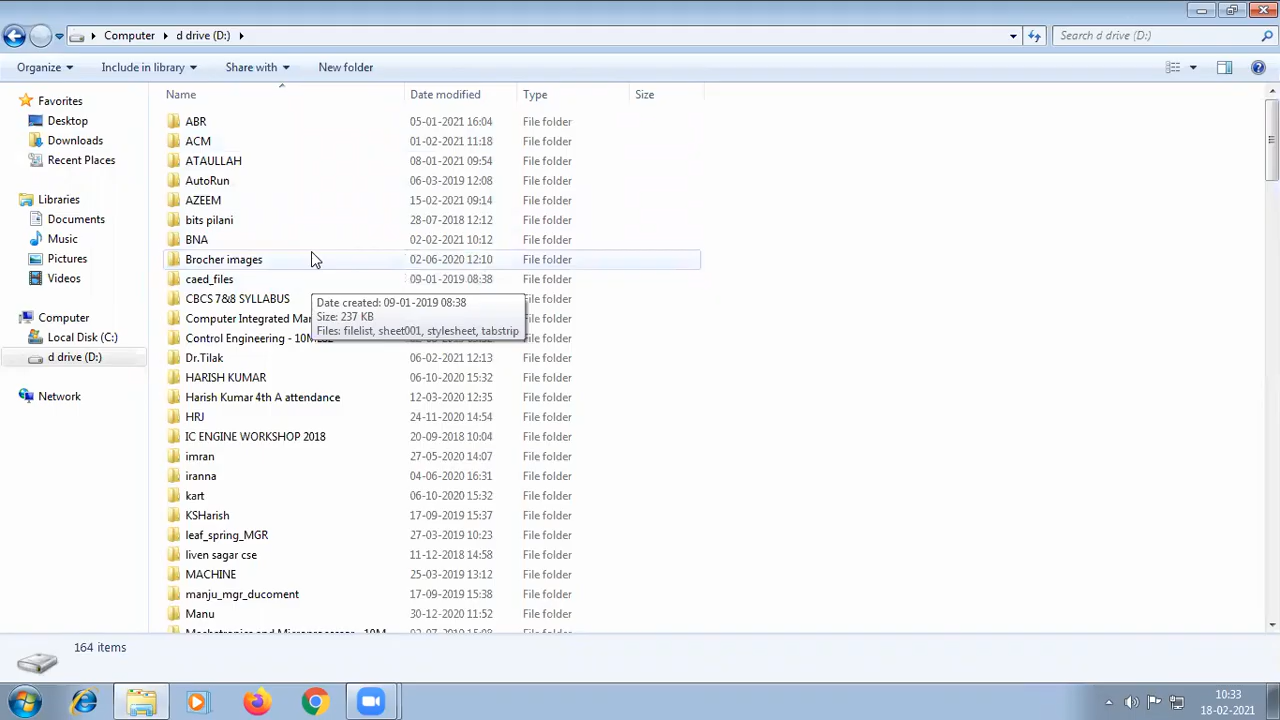 Computer d drive (D:) Search d drive (D:)
Organize Include in library Share with New folder
Name Date modified Type Size
Favorites
Desktop
Downloads
Recent Places
Libraries
Documents
Music
Pictures
Videos
Computer
Local Disk (C:)
d drive (D:)
Network
ABR 05-01-2021 16:04 File folder
ACM 01-02-2021 11:18 File folder
ATAULLAH 08-01-2021 09:54 File folder
AutoRun 06-03-2019 12:08 File folder
AZEEM 15-02-2021 09:14 File folder
bits pilani 28-07-2018 12:12 File folder
BNA 02-02-2021 10:12 File folder
Brocher images 02-06-2020 12:10 File folder
caed_files 09-01-2019 08:38 File folder
CBCS 7&8 SYLLABUS File folder
Computer Integrated Man File folder
Control Engineering - File folder
Date created: 09-01-2019 08:38
Size: 237 KB
Files: filelist, sheet001, stylesheet, tabstrip
Dr.Tilak 06-02-2021 12:13 File folder
HARISH KUMAR 06-10-2020 15:32 File folder
Harish Kumar 4th A attendance 12-03-2020 12:35 File folder
HRJ 24-11-2020 14:54 File folder
IC ENGINE WORKSHOP 2018 20-09-2018 10:04 File folder
imran 27-05-2020 14:07 File folder
iranna 04-06-2020 16:31 File folder
kart 06-10-2020 15:32 File folder
KSHarish 17-09-2019 15:37 File folder
leaf_spring_MGR 27-03-2019 10:23 File folder
liven sagar cse 11-12-2018 14:58 File folder
MACHINE 25-03-2019 13:12 File folder
manju_mgr_ducoment 17-09-2019 15:38 File folder
Manu 30-12-2020 11:52 File folder
164 items
10:33
18-02-2021